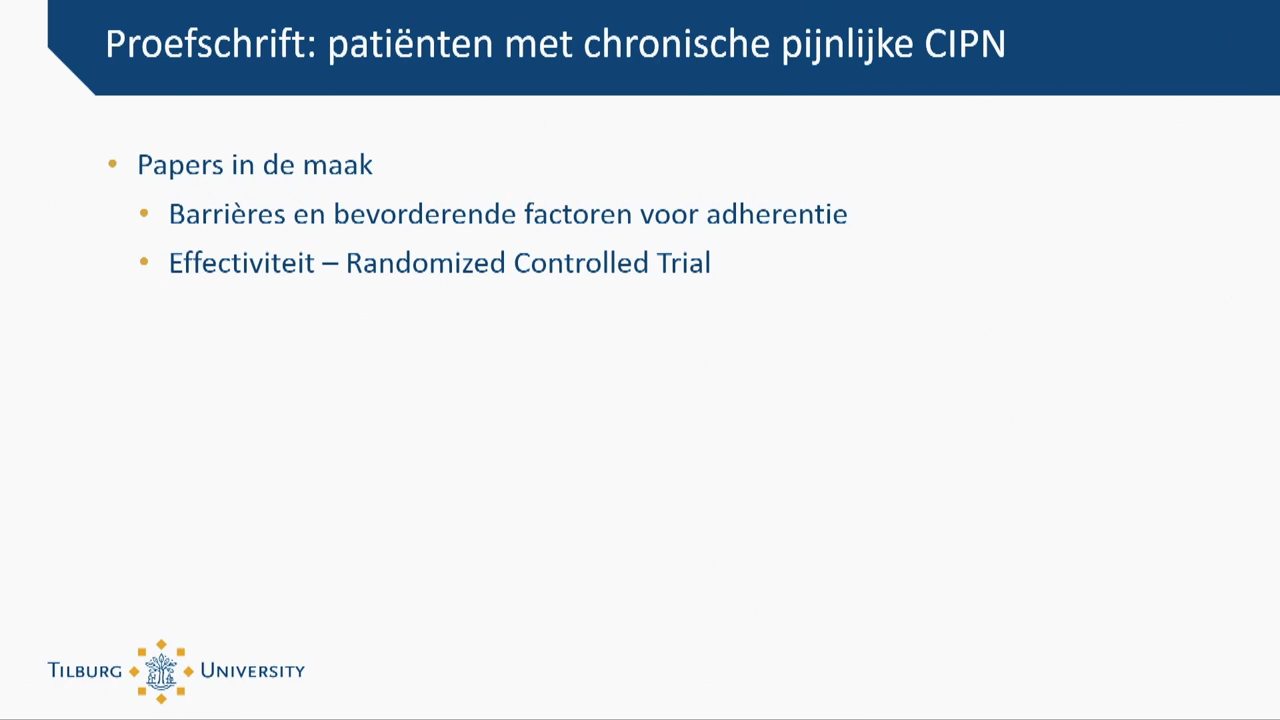 Proefschrift: patiënten met chronische pijnlijke CIPN
• Papers in de maak
• Barrières en bevorderende factoren voor adherentie
• Effectiviteit – Randomized Controlled Trial
TILBURG UNIVERSITY